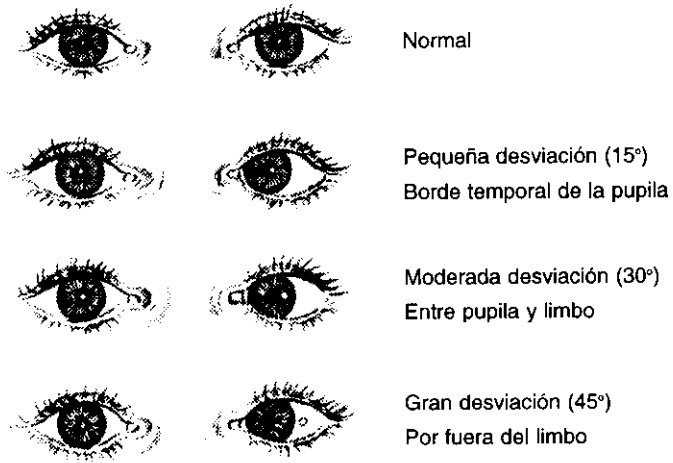 Normal
Pequeña desviación (15°)
Borde temporal de la pupila
Moderada desviación (30°)
Entre pupila y limbo
Gran desviación (45°)
Por fuera del limbo